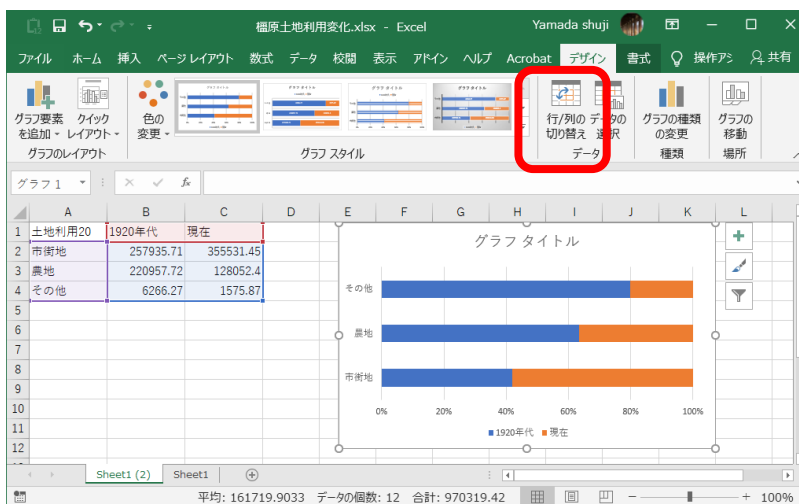 橿原土地利用変化.xlsx - Excel
Yamada shuji
ファイル ホーム 挿入 ページ レイアウト 数式 データ 校閲 表示 アドイン ヘルプ Acrobat デザイン 書式 操作アシ 共有
グラフ要素 を追加
クイック レイアウト
色の 変更
行/列の 切り替え
データの 選択
グラフの種類 の変更
グラフの 移動
グラフのレイアウト グラフ スタイル データ 種類 場所
グラフ 1 fx
A B C D E F G H I J K L
1 土地利用20 1920年代 現在
2 市街地 257935.71 355531.45
3 農地 220957.72 128052.4
4 その他 6266.27 1575.87
5
6
7
8
9
10
11
12
グラフ タイトル
その他
農地
市街地
0% 20% 40% 60% 80% 100%
1920年代 現在
Sheet1 (2) Sheet1
平均: 161719.9033 データの個数: 12 合計: 970319.42 100%